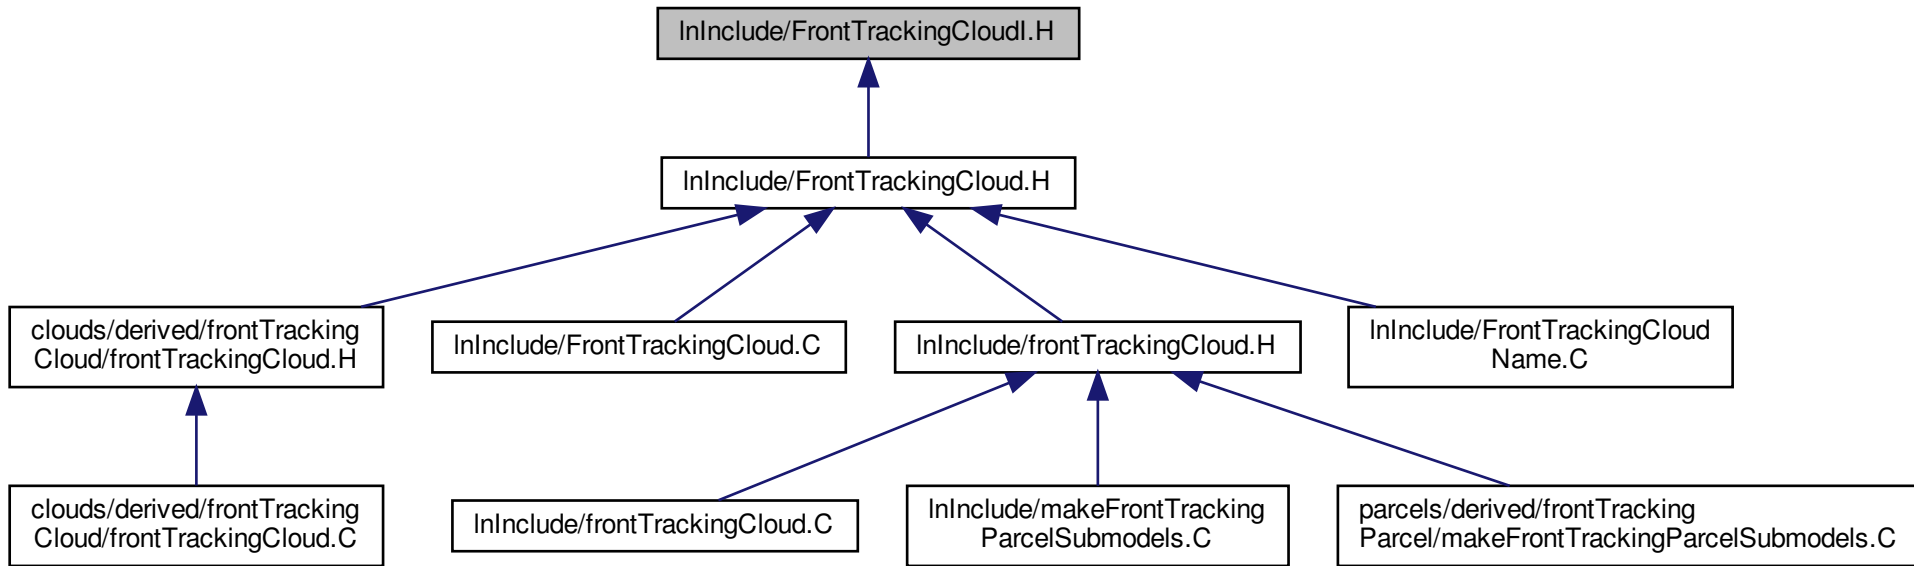 lnInclude/FrontTrackingCloudI.H
lnInclude/FrontTrackingCloud.H
clouds/derived/frontTracking
Cloud/frontTrackingCloud.H
lnInclude/FrontTrackingCloud.C
lnInclude/frontTrackingCloud.H
lnInclude/FrontTrackingCloud
Name.C
clouds/derived/frontTracking
Cloud/frontTrackingCloud.C
lnInclude/frontTrackingCloud.C
lnInclude/makeFrontTracking
ParcelSubmodels.C
parcels/derived/frontTracking
Parcel/makeFrontTrackingParcelSubmodels.C